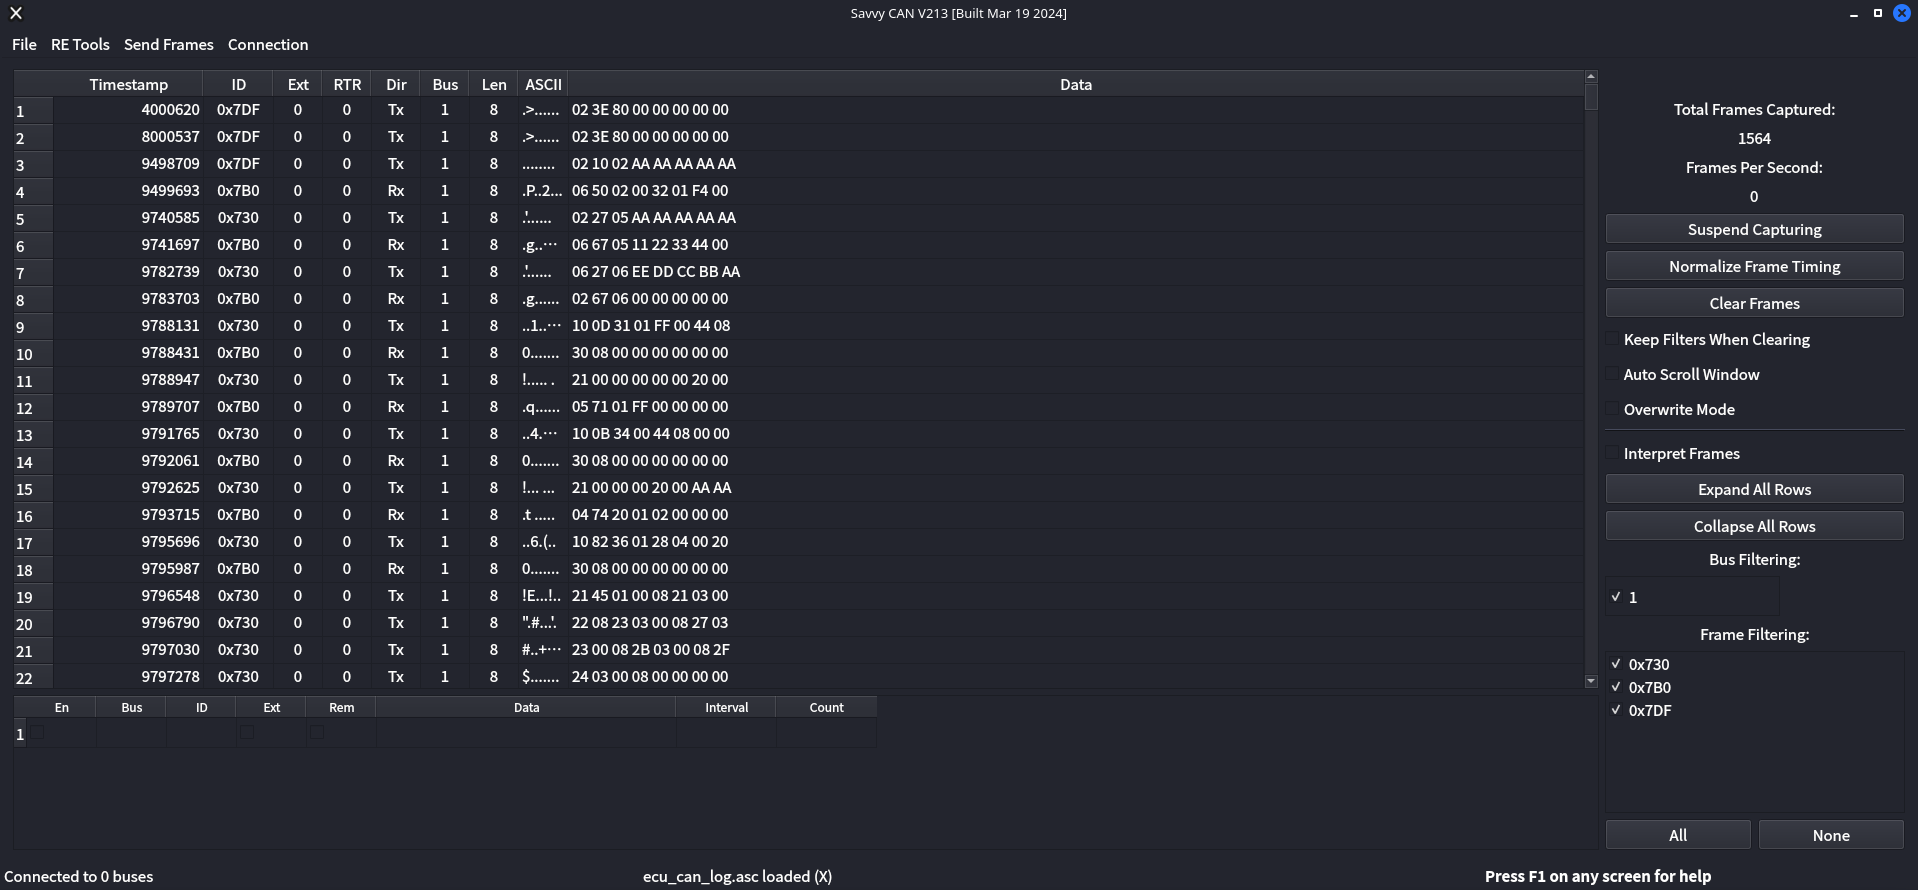 Savvy CAN V213 [Built Mar 19 2024]
File RE Tools Send Frames Connection
Timestamp ID Ext RTR Dir Bus Len ASCII Data
1 4000620 0x7DF 0 0 Tx 1 8 .>...... 02 3E 80 00 00 00 00 00
2 8000537 0x7DF 0 0 Tx 1 8 .>...... 02 3E 80 00 00 00 00 00
3 9498709 0x7DF 0 0 Tx 1 8 ........ 02 10 02 AA AA AA AA AA
4 9499693 0x7B0 0 0 Rx 1 8 .P..2... 06 50 02 00 32 01 F4 00
5 9740585 0x730 0 0 Tx 1 8 .'...... 02 27 05 AA AA AA AA AA
6 9741697 0x7B0 0 0 Rx 1 8 .g..… 06 67 05 11 22 33 44 00
7 9782739 0x730 0 0 Tx 1 8 .'...... 06 27 06 EE DD CC BB AA
8 9783703 0x7B0 0 0 Rx 1 8 .g...... 02 67 06 00 00 00 00 00
9 9788131 0x730 0 0 Tx 1 8 ..1..… 10 0D 31 01 FF 00 44 08
10 9788431 0x7B0 0 0 Rx 1 8 0....... 30 08 00 00 00 00 00 00
11 9788947 0x730 0 0 Tx 1 8 !..... . 21 00 00 00 00 00 20 00
12 9789707 0x7B0 0 0 Rx 1 8 .q...... 05 71 01 FF 00 00 00 00
13 9791765 0x730 0 0 Tx 1 8 ..4.… 10 0B 34 00 44 08 00 00
14 9792061 0x7B0 0 0 Rx 1 8 0....... 30 08 00 00 00 00 00 00
15 9792625 0x730 0 0 Tx 1 8 !... ... 21 00 00 00 20 00 AA AA
16 9793715 0x7B0 0 0 Rx 1 8 .t ..... 04 74 20 01 02 00 00 00
17 9795696 0x730 0 0 Tx 1 8 ..6.(.. 10 82 36 01 28 04 00 20
18 9795987 0x7B0 0 0 Rx 1 8 0....... 30 08 00 00 00 00 00 00
19 9796548 0x730 0 0 Tx 1 8 !E...!.. 21 45 01 00 08 21 03 00
20 9796790 0x730 0 0 Tx 1 8 ".#...'. 22 08 23 03 00 08 27 03
21 9797030 0x730 0 0 Tx 1 8 #..+… 23 00 08 2B 03 00 08 2F
22 9797278 0x730 0 0 Tx 1 8 $....... 24 03 00 08 00 00 00 00
Total Frames Captured:
1564
Frames Per Second:
0
Suspend Capturing
Normalize Frame Timing
Clear Frames
Keep Filters When Clearing
Auto Scroll Window
Overwrite Mode
Interpret Frames
Expand All Rows
Collapse All Rows
Bus Filtering:
1
Frame Filtering:
0x730
0x7B0
0x7DF
All None
En Bus ID Ext Rem Data Interval Count
1
Connected to 0 buses ecu_can_log.asc loaded (X) Press F1 on any screen for help